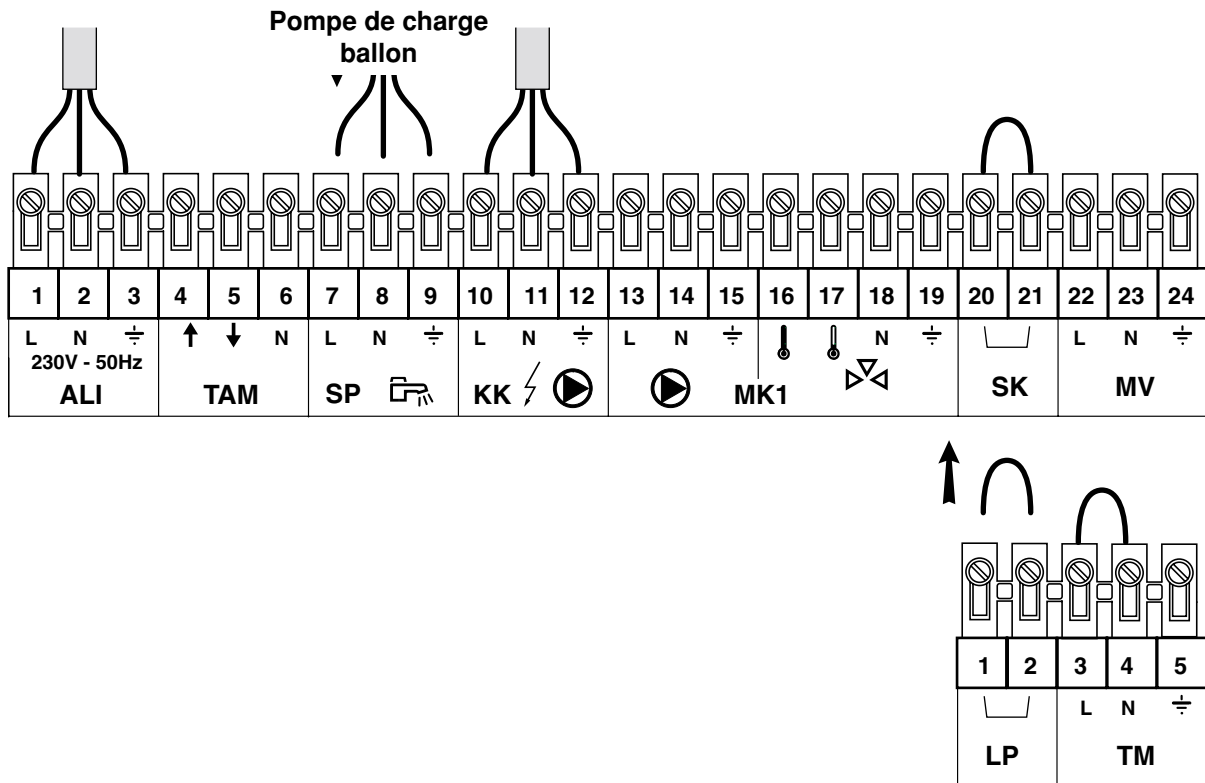 Pompe de charge
ballon
1 2 3 4 5 6 7 8 9 10 11 12 13 14 15 16 17 18 19 20 21 22 23 24
L N N L N L N L N N L N
230V - 50Hz
ALI TAM SP KK MK1 SK MV
1 2 3 4 5
L N
LP TM